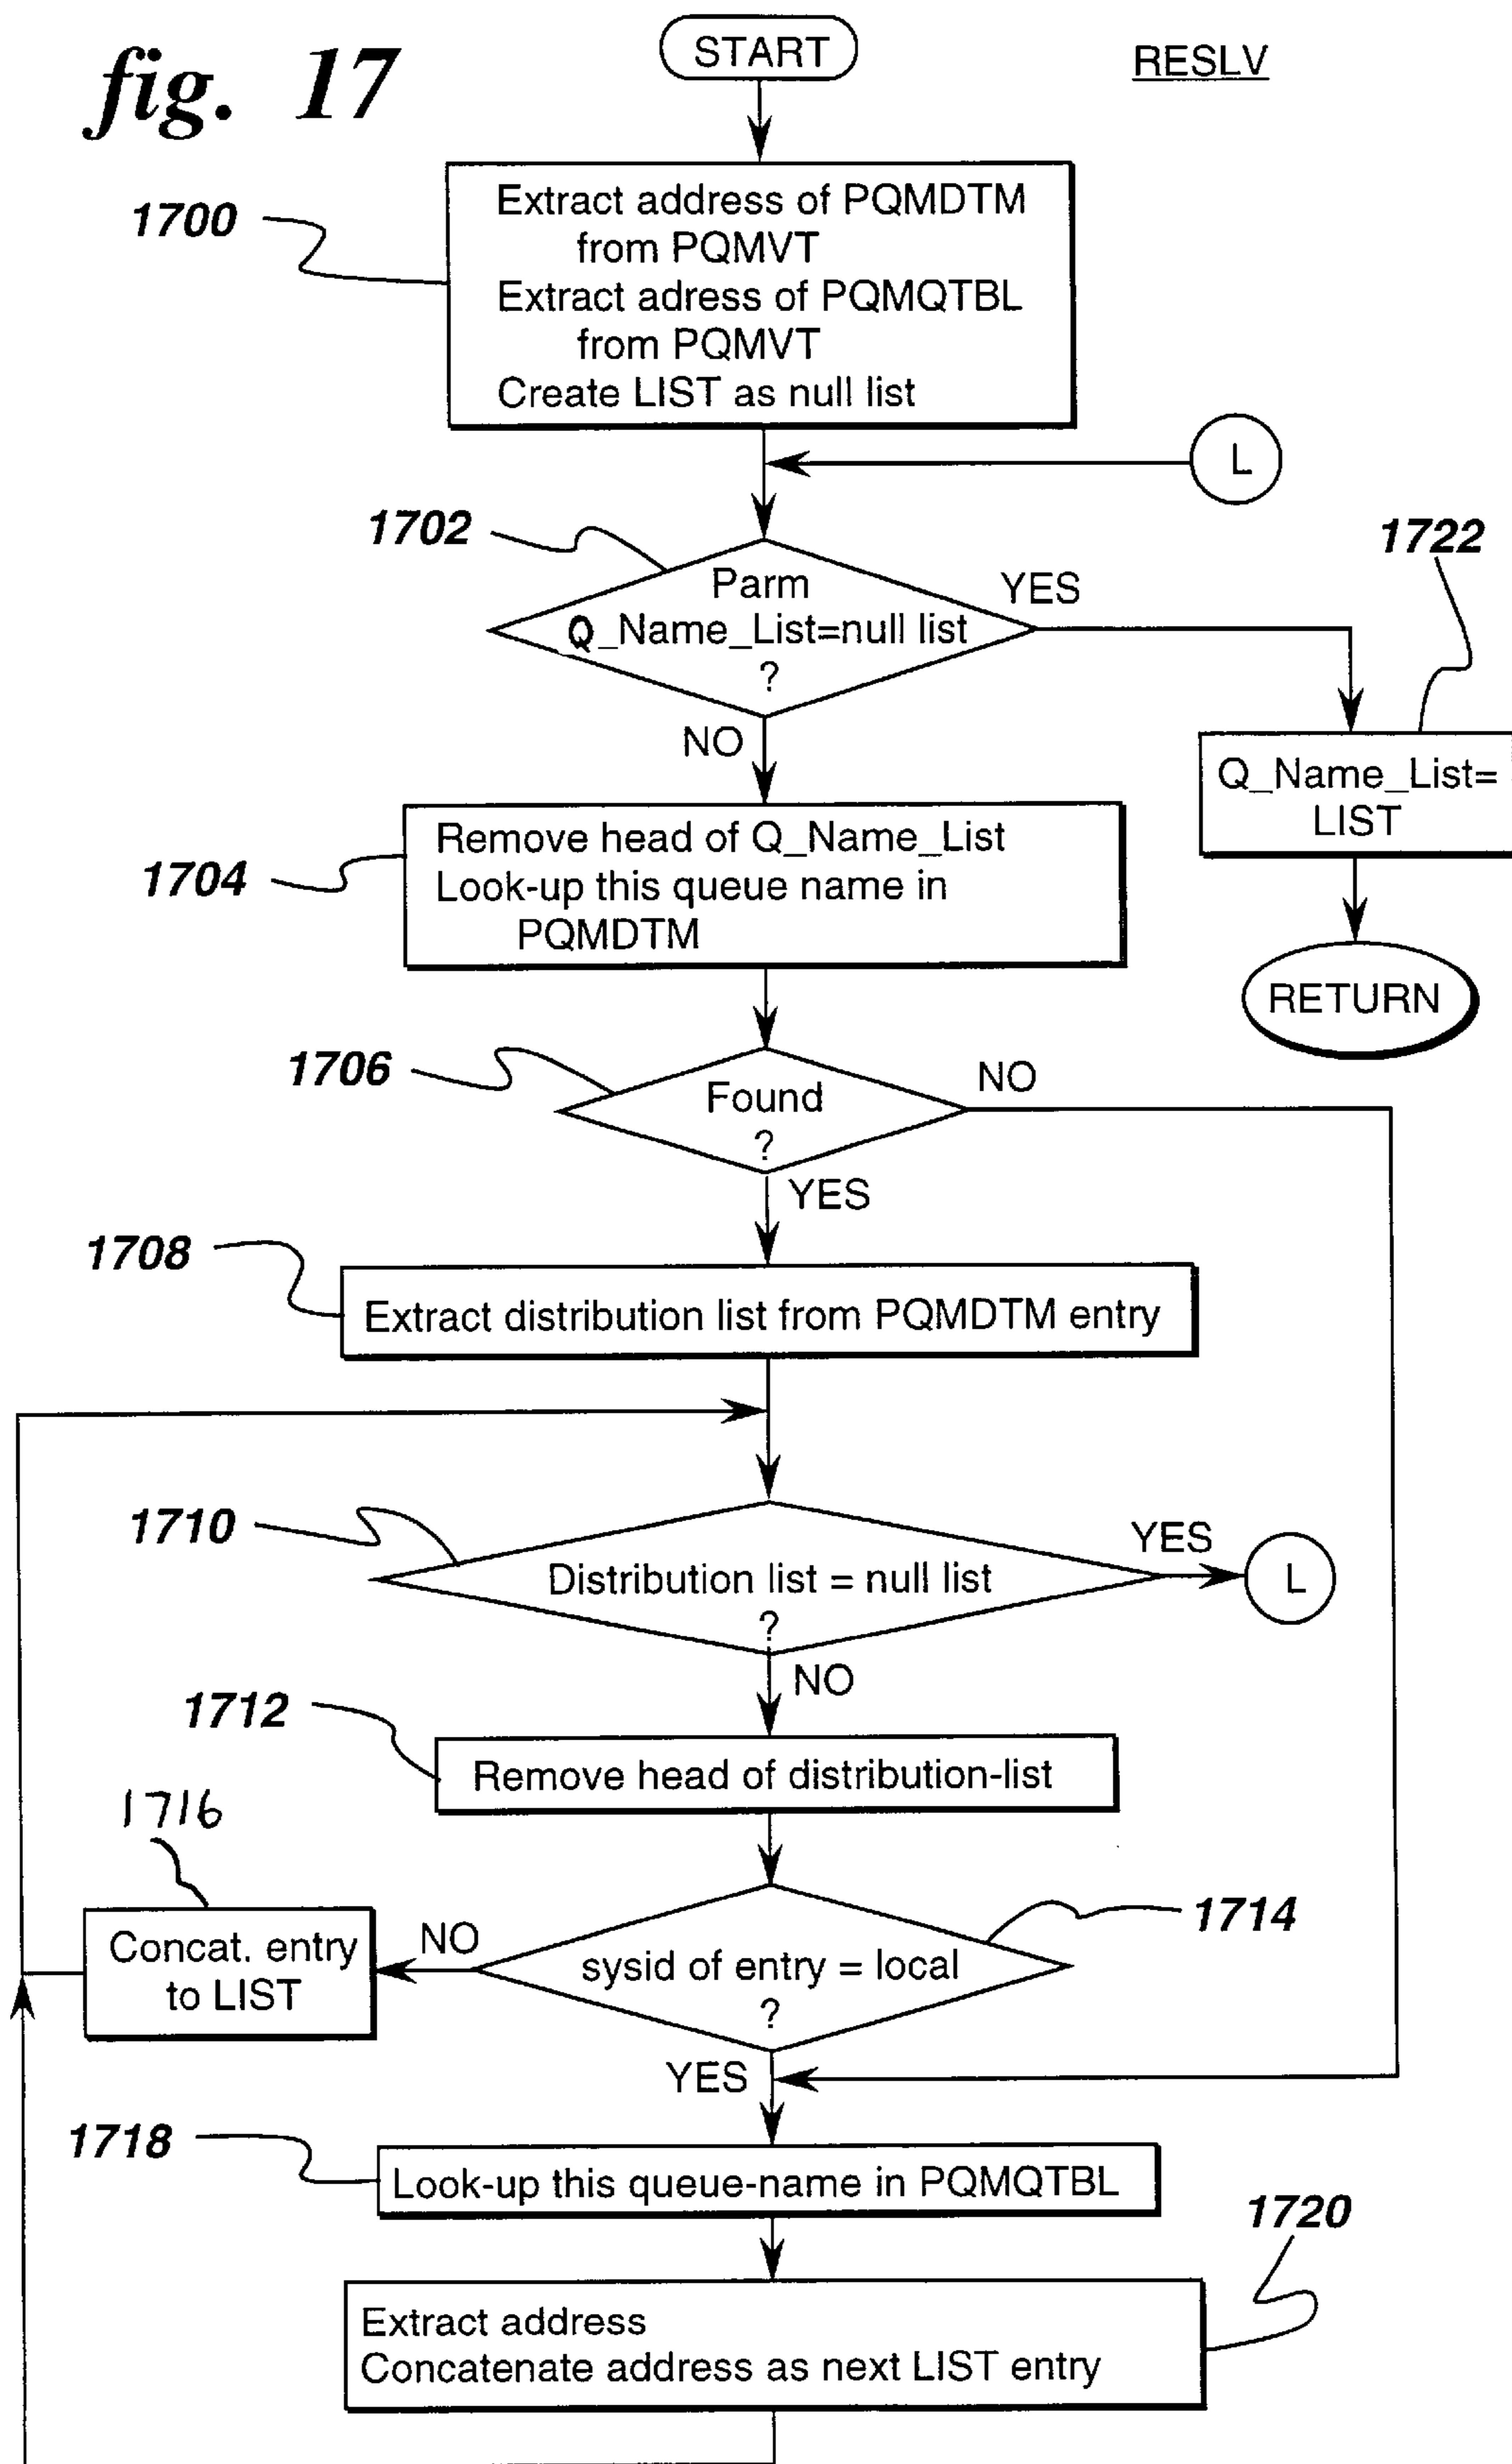 fig. 17
START
RESLV
1700
Extract address of PQMDTM
from PQMVT
Extract adress of PQMQTBL
from PQMVT
Create LIST as null list
L
1702
Parm
Q_Name_List=null list
?
YES
NO
1722
Q_Name_List=
LIST
RETURN
1704
Remove head of Q_Name_List
Look-up this queue name in
PQMDTM
1706
Found
?
NO
YES
1708
Extract distribution list from PQMDTM entry
1710
Distribution list = null list
?
YES
L
NO
1712
Remove head of distribution-list
1716
Concat. entry
to LIST
NO
1714
sysid of entry = local
?
YES
1718
Look-up this queue-name in PQMQTBL
1720
Extract address
Concatenate address as next LIST entry